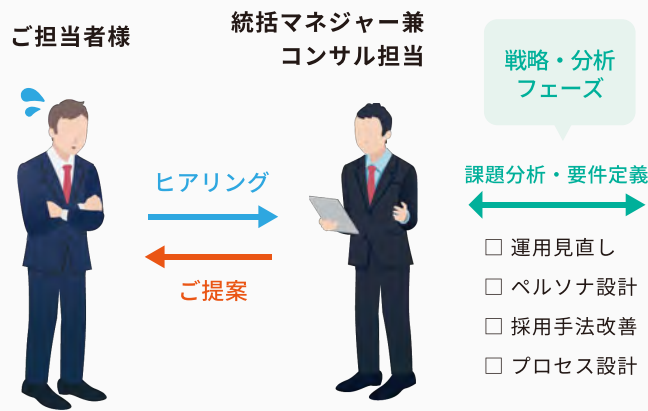 ご担当者様
統括マネジャー兼
コンサル担当
戦略・分析
フェーズ
ヒアリング
ご提案
課題分析・要件定義
□ 運用見直し
□ ペルソナ設計
□ 採用手法改善
□ プロセス設計